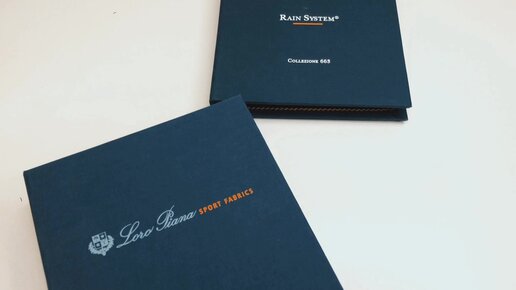 Rain System®
Collezione 663
Loro Piana SPORT FABRICS